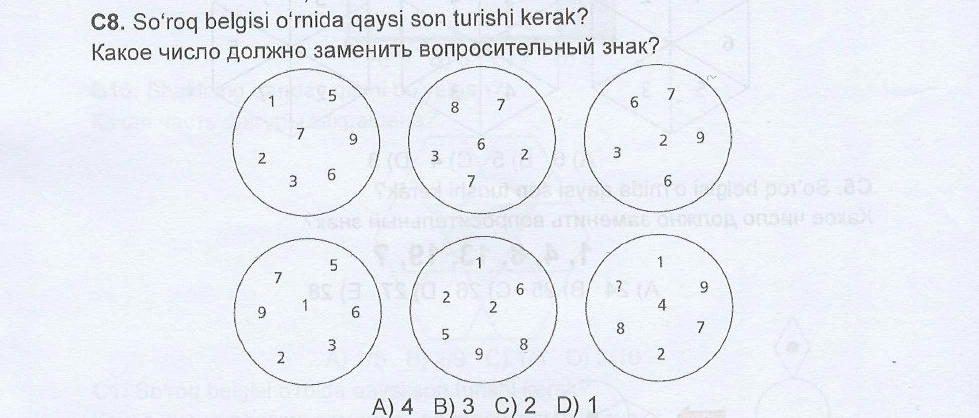 C8. So‘roq belgisi o‘rnida qaysi son turishi kerak?
Какое число должно заменить вопросительный знак?
1 5 7 9 2 3 6
8 7 6 3 2 7
6 7 2 9 3 6
7 5 9 1 6 3 2
1 2 6 2 5 9 8
1 ? 9 4 8 7 2
A) 4 B) 3 C) 2 D) 1